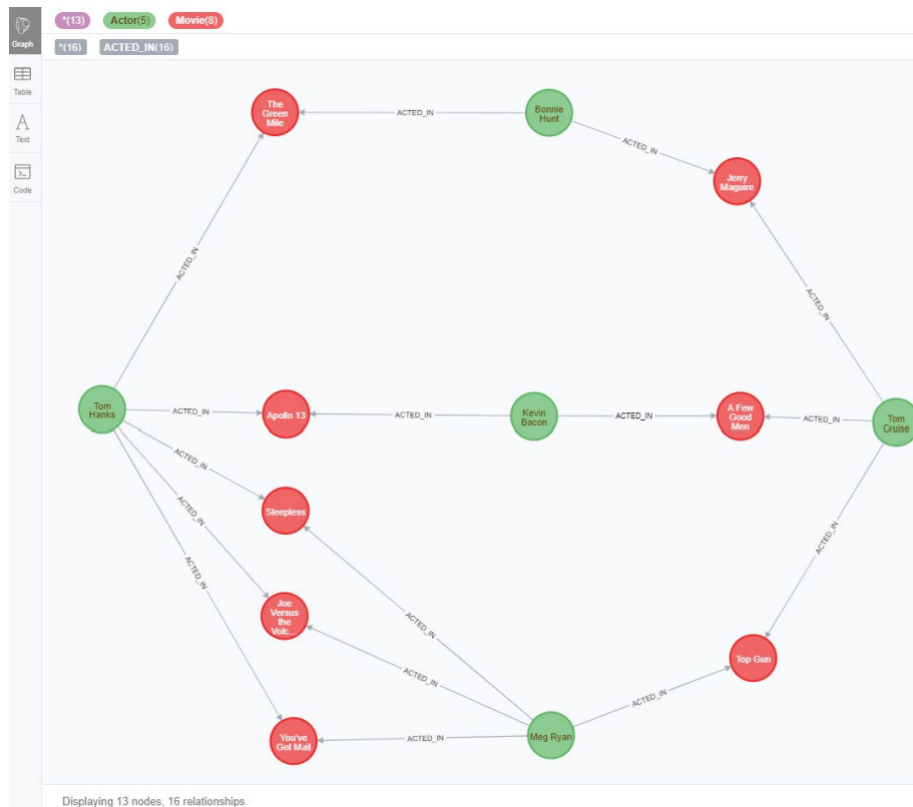 *(13) Actor(5) Movie(8)
Graph
*(16) ACTED_IN(16)
Table
Text
Code
The
Green
Mile
ACTED_IN
Bonnie
Hunt
ACTED_IN
Jerry
Maguire
ACTED_IN
ACTED_IN
Tom
Hanks
ACTED_IN
Apollo 13
ACTED_IN
Kevin
Bacon
ACTED_IN
A Few
Good
Men
ACTED_IN
Tom
Cruise
ACTED_IN
Sleepless
ACTED_IN
ACTED_IN
ACTED_IN
Joe
Versus
the
Volc...
ACTED_IN
ACTED_IN
Top Gun
ACTED_IN
You've
Got Mail
ACTED_IN
Meg Ryan
ACTED_IN
Displaying 13 nodes, 16 relationships.